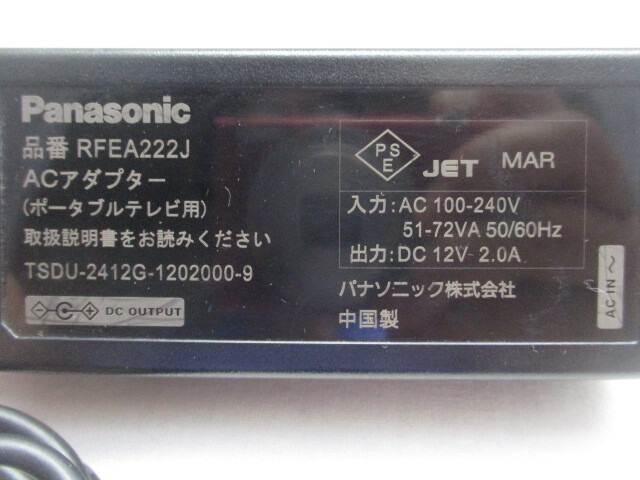 Panasonic
品番 RFEA222J
ACアダプター
(ポータブルテレビ用)
取扱説明書をお読みください
TSDU-2412G-1202000-9
DC OUTPUT
PS
E
JET MAR
入力:AC 100-240V
51-72VA 50/60Hz
出力:DC 12V⎓2.0A
パナソニック株式会社
中国製
AC IN ~